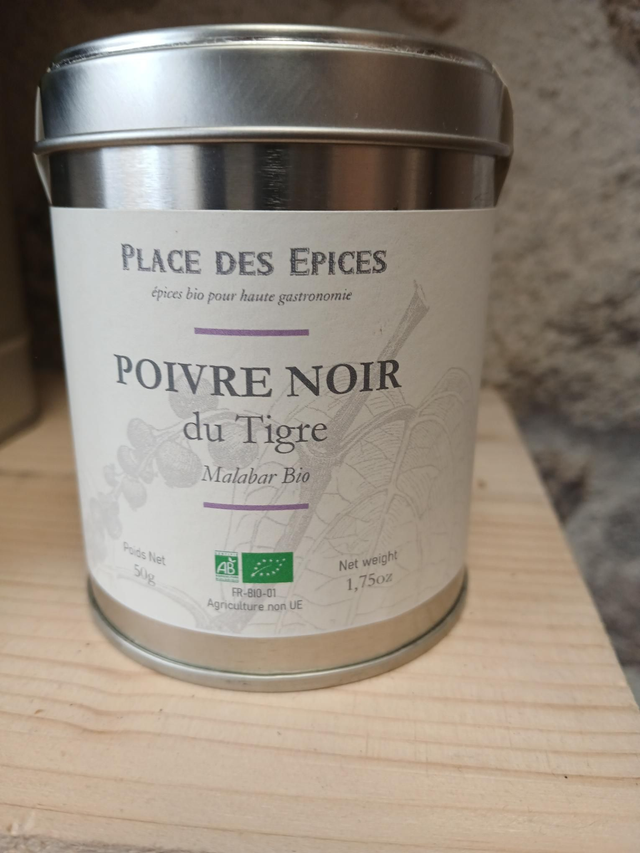 PLACE DES EPICES
épices bio pour haute gastronomie
POIVRE NOIR
du Tigre
Malabar Bio
Poids Net
50g
AB
FR-BIO-01
Agriculture non UE
Net weight
1,75oz